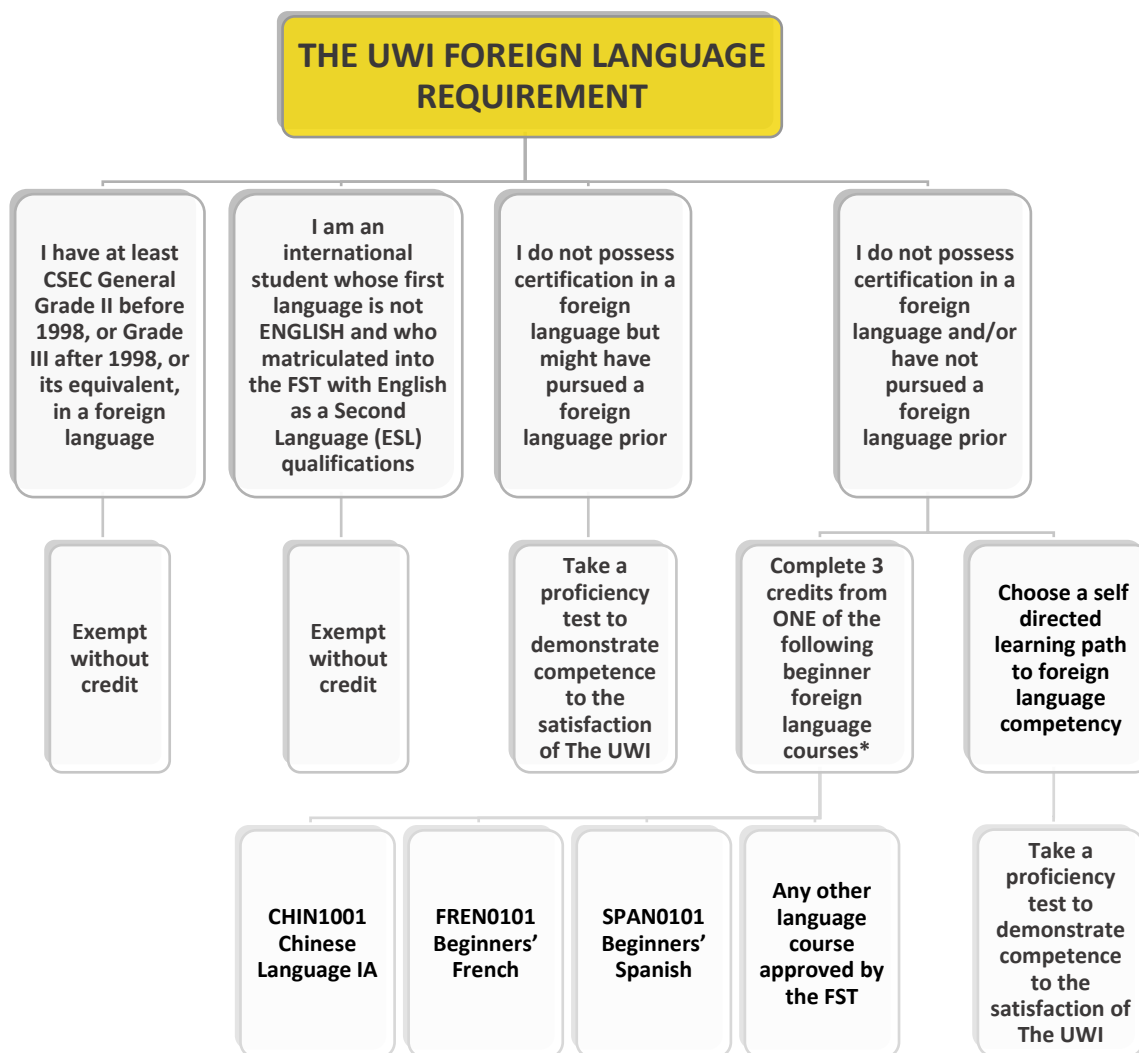 THE UWI FOREIGN LANGUAGE
REQUIREMENT
I have at least
CSEC General
Grade II before
1998, or Grade
III after 1998, or
its equivalent,
in a foreign
language
I am an
international
student whose first
language is not
ENGLISH and who
matriculated into
the FST with English
as a Second
Language (ESL)
qualifications
I do not possess
certification in a
foreign
language but
might have
pursued a
foreign
language prior
I do not possess
certification in a
foreign
language and/or
have not
pursued a
foreign
language prior
Exempt
without
credit
Exempt
without
credit
Take a
proficiency
test to
demonstrate
competence
to the
satisfaction
of The UWI
Complete 3
credits from
ONE of the
following
beginner
foreign
language
courses*
Choose a self
directed
learning path
to foreign
language
competency
CHIN1001
Chinese
Language IA
FREN0101
Beginners’
French
SPAN0101
Beginners’
Spanish
Any other
language
course
approved by
the FST
Take a
proficiency
test to
demonstrate
competence
to the
satisfaction of
The UWI